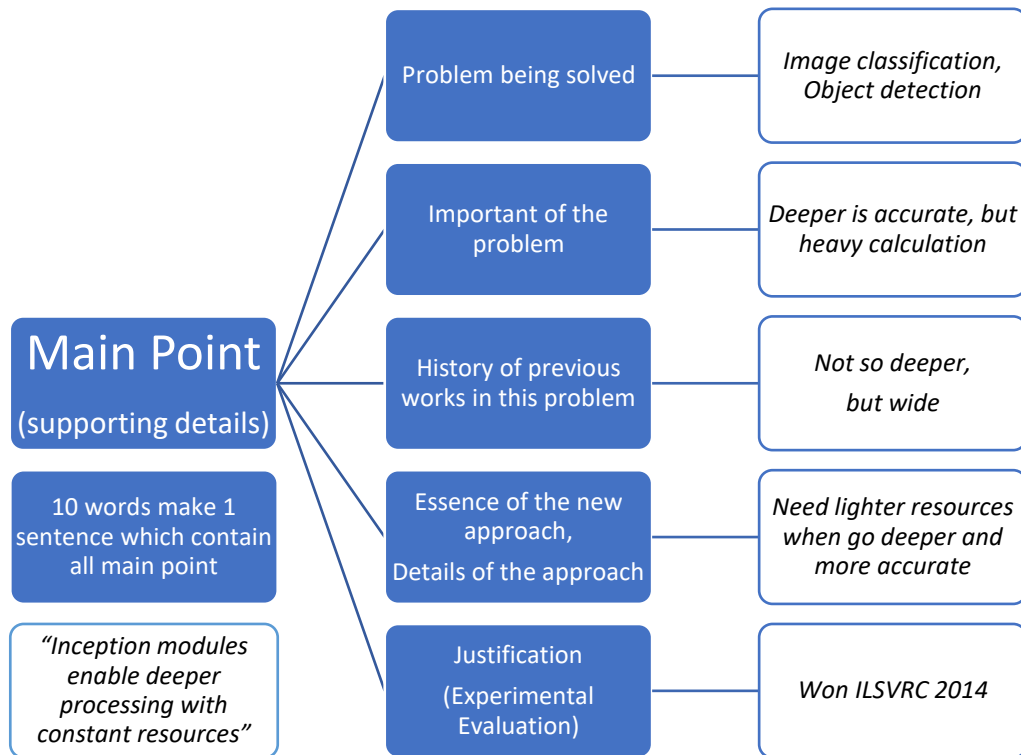 Main Point
(supporting details)
10 words make 1
sentence which contain
all main point
“Inception modules
enable deeper
processing with
constant resources”
Problem being solved
Image classification,
Object detection
Important of the
problem
Deeper is accurate, but
heavy calculation
History of previous
works in this problem
Not so deeper,
but wide
Essence of the new
approach,
Details of the approach
Need lighter resources
when go deeper and
more accurate
Justification
(Experimental
Evaluation)
Won ILSVRC 2014